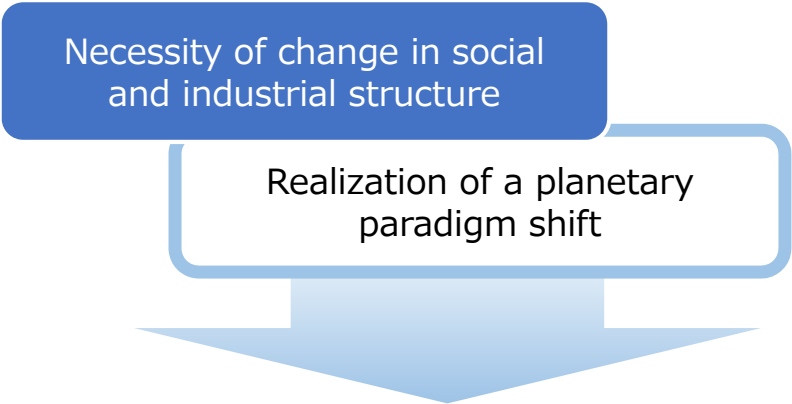 Necessity of change in social
and industrial structure
Realization of a planetary
paradigm shift